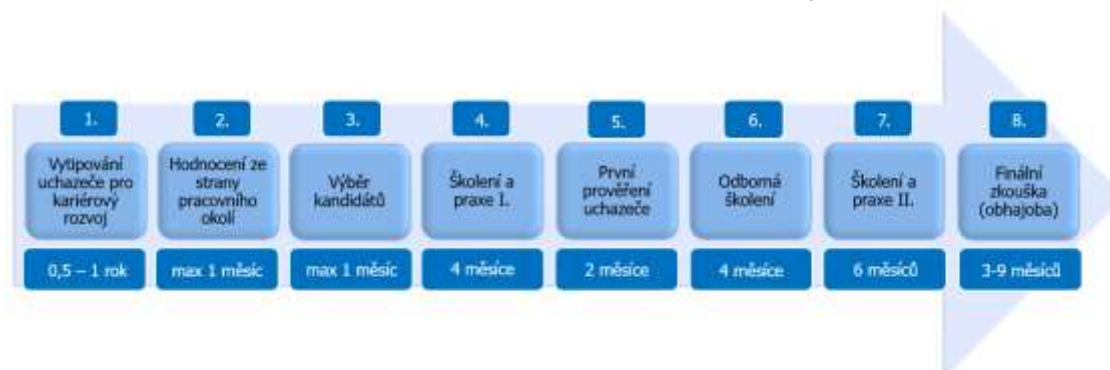 1.
Vytipování
uchazeče pro
kariérový
rozvoj
0,5 – 1 rok
2.
Hodnocení ze
strany
pracovního
okolí
max 1 měsíc
3.
Výběr
kandidátů
max 1 měsíc
4.
Školení a
praxe I.
4 měsíce
5.
První
prověření
uchazeče
2 měsíce
6.
Odborná
školení
4 měsíce
7.
Školení a
praxe II.
6 měsíců
8.
Finální
zkouška
(obhajoba)
3-9 měsíců